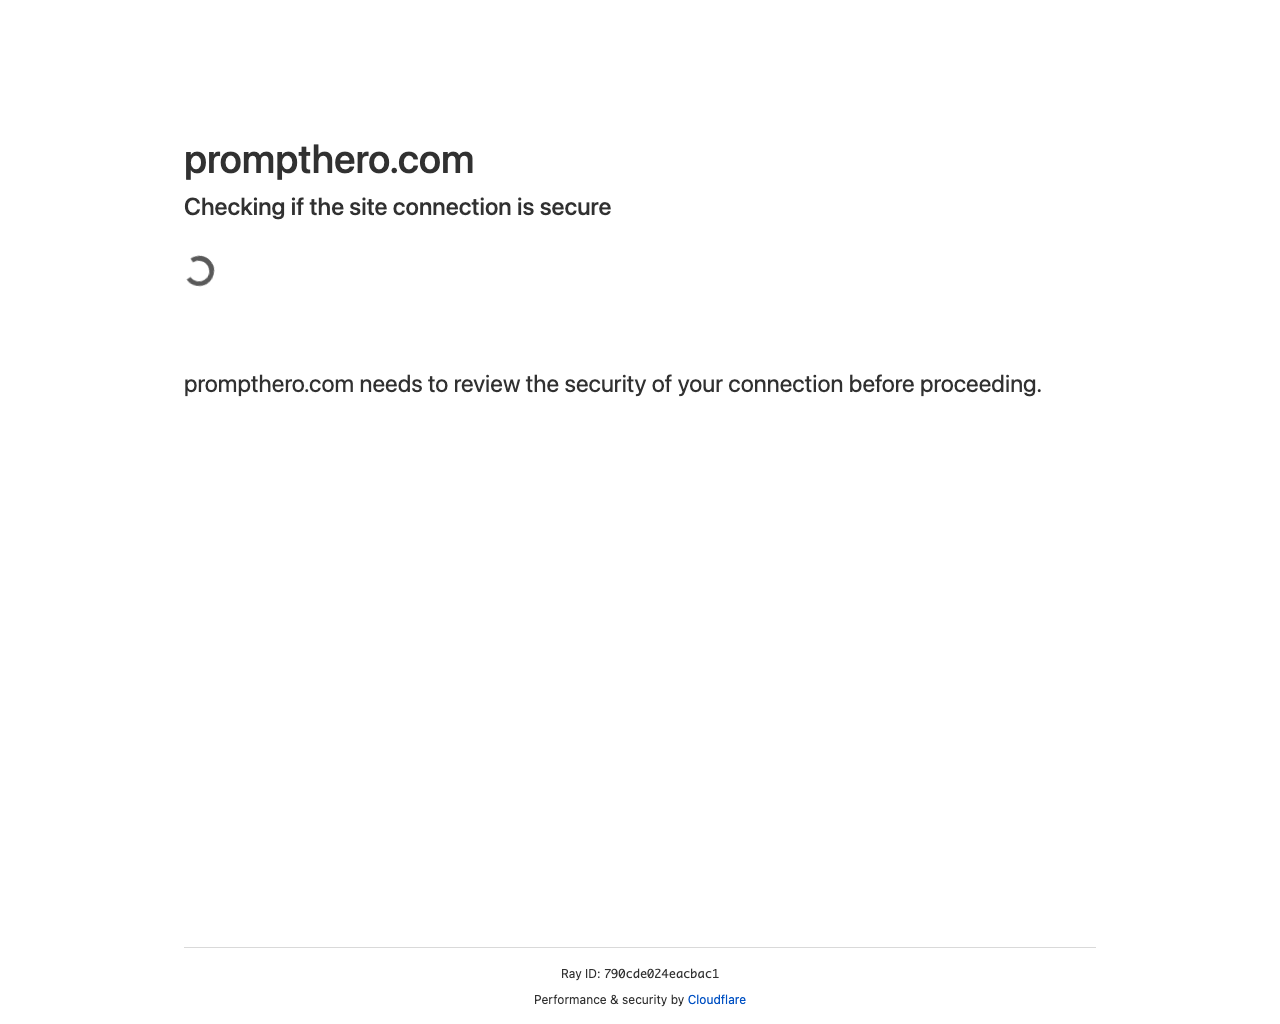 prompthero.com
Checking if the site connection is secure
prompthero.com needs to review the security of your connection before proceeding.
Ray ID: 790cde024eacbac1
Performance & security by Cloudflare